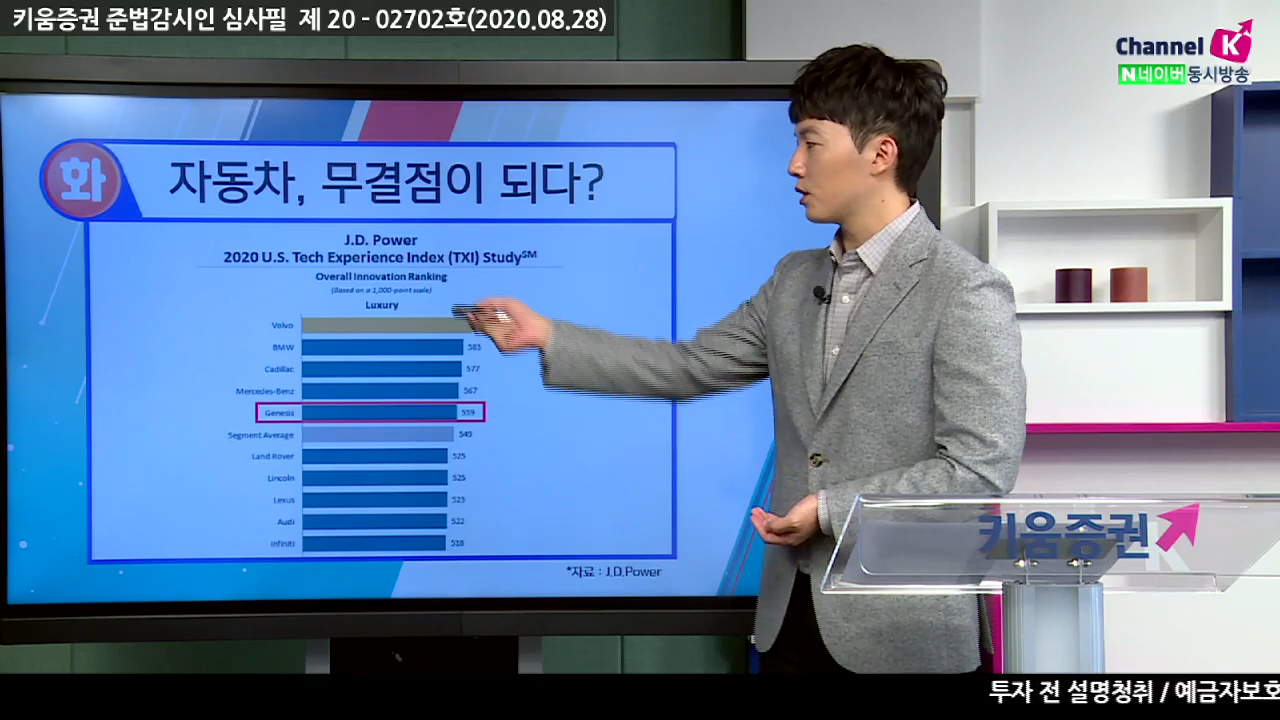 키움증권 준법감시인 심사필 제 20 - 02702호(2020.08.28)
Channel K
N네이버동시방송
화
자동차, 무결점이 되다?
J.D. Power
2020 U.S. Tech Experience Index (TXI) StudySM
Overall Innovation Ranking
(Based on a 1,000-point scale)
Luxury
Volvo
BMW 583
Cadillac 577
Mercedes-Benz 567
Genesis 559
Segment Average 549
Land Rover 525
Lincoln 525
Lexus 523
Audi 522
Infiniti 518
*자료 : J.D.Power
키움증권
K
투자 전 설명청취 / 예금자보호